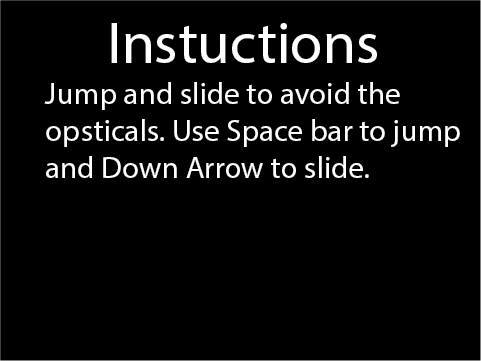 Instuctions
Jump and slide to avoid the
opsticals. Use Space bar to jump
and Down Arrow to slide.